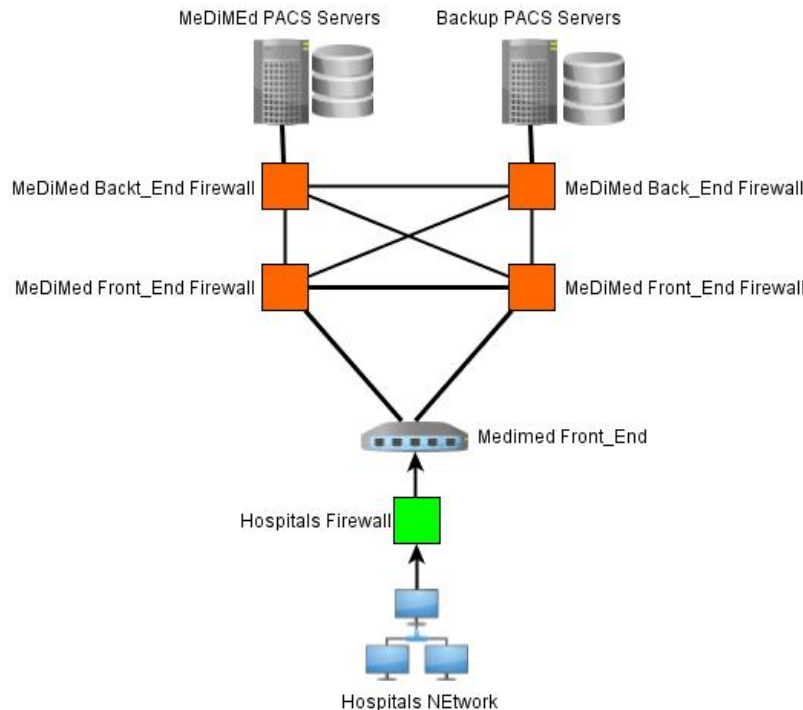 MeDiMEd PACS Servers
Backup PACS Servers
MeDiMed Backt_End Firewall
MeDiMed Back_End Firewall
MeDiMed Front_End Firewall
MeDiMed Front_End Firewall
Medimed Front_End
Hospitals Firewall
Hospitals NEtwork